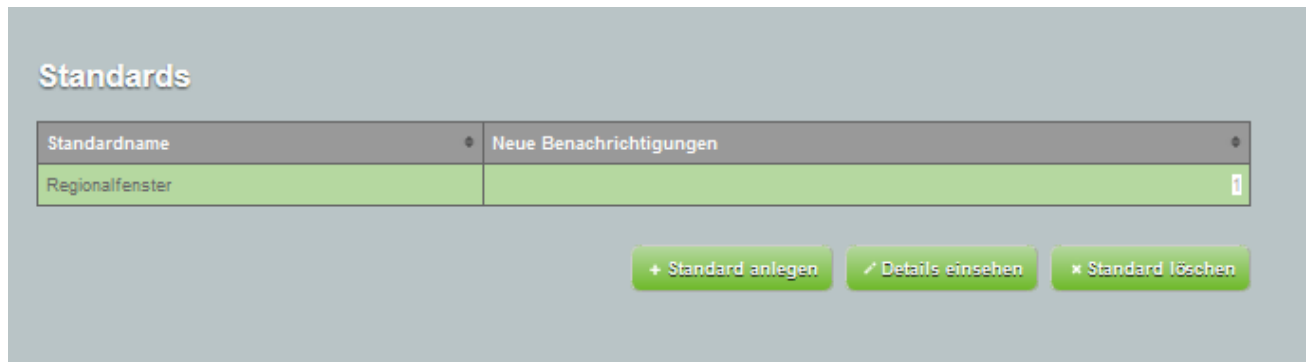 Standards
Standardname Neue Benachrichtigungen
Regionalfenster 1
+ Standard anlegen Details einsehen × Standard löschen